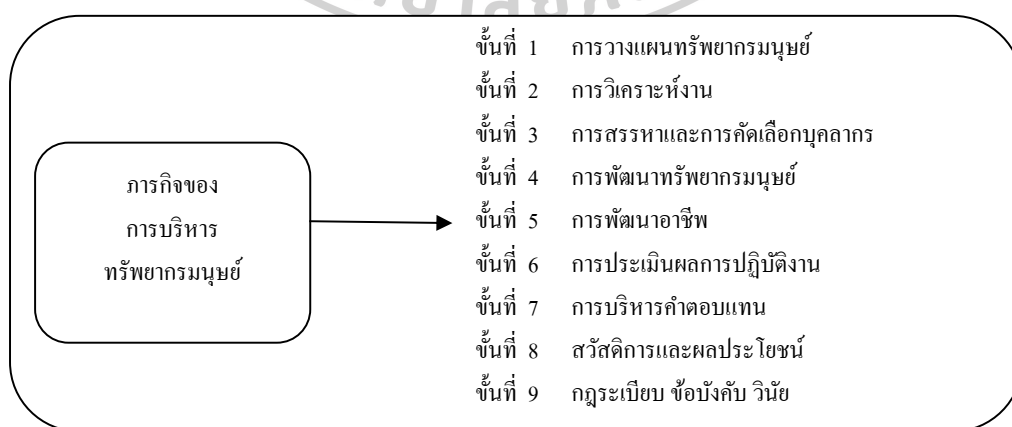 ภารกิจของ
การบริหาร
ทรัพยากรมนุษย์
ขั้นที่ 1 การวางแผนทรัพยากรมนุษย์
ขั้นที่ 2 การวิเคราะห์งาน
ขั้นที่ 3 การสรรหาและการคัดเลือกบุคลากร
ขั้นที่ 4 การพัฒนาทรัพยากรมนุษย์
ขั้นที่ 5 การพัฒนาอาชีพ
ขั้นที่ 6 การประเมินผลการปฏิบัติงาน
ขั้นที่ 7 การบริหารคำตอบแทน
ขั้นที่ 8 สวัสดิการและผลประโยชน์
ขั้นที่ 9 กฎระเบียบ ข้อบังคับ วินัย